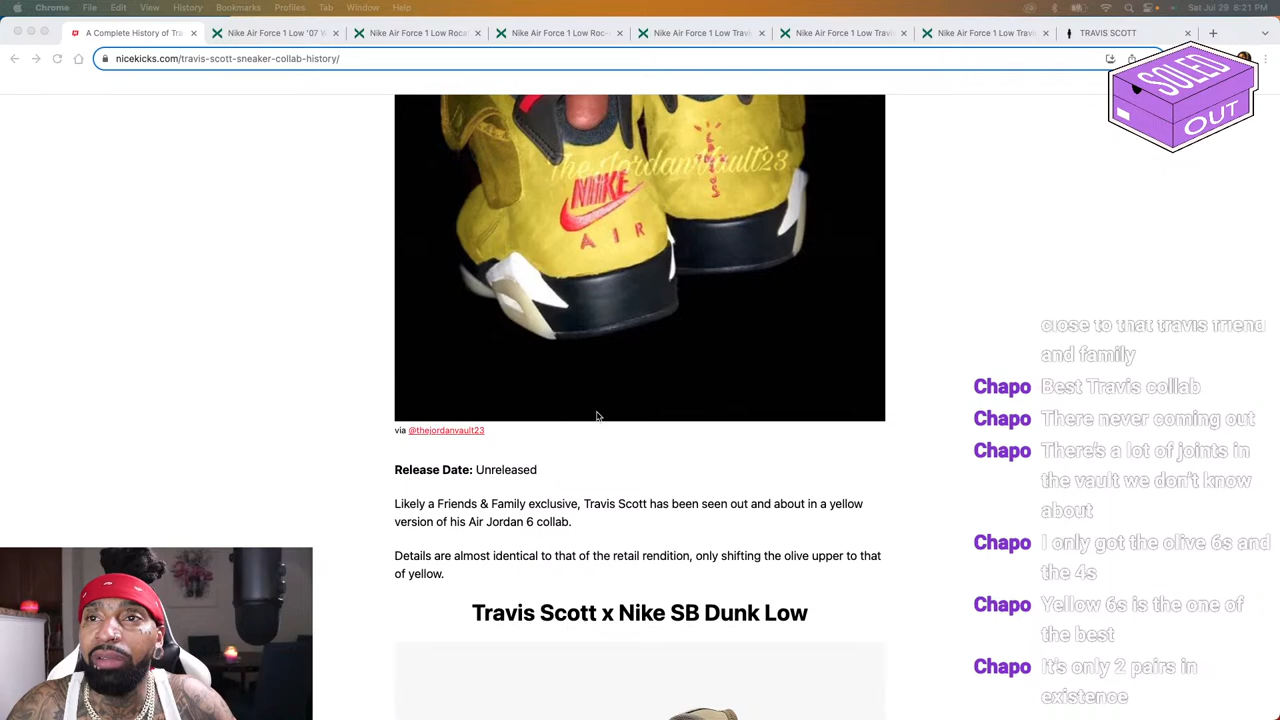 Chrome File Edit View History Bookmarks Profiles Tab Window Help Sat Jul 29 8:21 PM
A Complete History of Tra Nike Air Force 1 Low '07 W Nike Air Force 1 Low Rocaf Nike Air Force 1 Low Roc- Nike Air Force 1 Low Travi Nike Air Force 1 Low Travi Nike Air Force 1 Low Travi TRAVIS SCOTT
nicekicks.com/travis-scott-sneaker-collab-history/
SOLED
OUT
TheJordanVault23
NIKE
AIR
via @thejordanvault23
Release Date: Unreleased
Likely a Friends & Family exclusive, Travis Scott has been seen out and about in a yellow
version of his Air Jordan 6 collab.
Details are almost identical to that of the retail rendition, only shifting the olive upper to that
of yellow.
Travis Scott x Nike SB Dunk Low
close to that travis friend
and family
Chapo Best Travis collab
Chapo There never coming out
Chapo There's a lot of joints in
the vault we don't know
about
Chapo I only got the olive 6s and
the 4s
Chapo Yellow 6s is the one of
the best
Chapo It's only 2 pairs in
existence